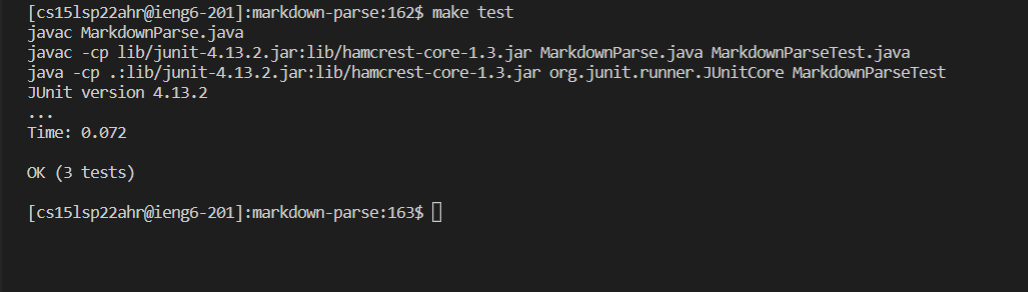 [cs15lsp22ahr@ieng6-201]:markdown-parse:162$ make test
javac MarkdownParse.java
javac -cp lib/junit-4.13.2.jar:lib/hamcrest-core-1.3.jar MarkdownParse.java MarkdownParseTest.java
java -cp .:lib/junit-4.13.2.jar:lib/hamcrest-core-1.3.jar org.junit.runner.JUnitCore MarkdownParseTest
JUnit version 4.13.2
...
Time: 0.072
OK (3 tests)
[cs15lsp22ahr@ieng6-201]:markdown-parse:163$